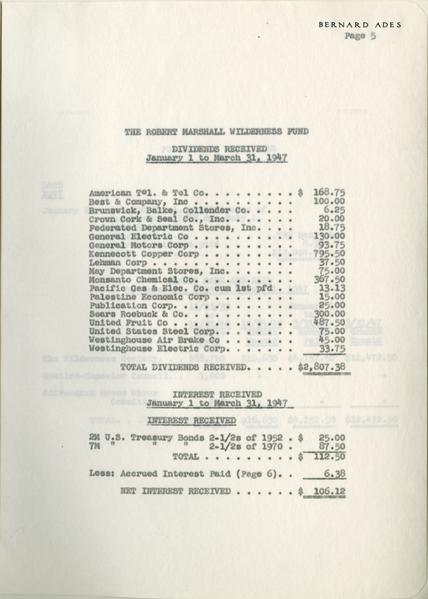 BERNARD ADES
Page 5
THE ROBERT MARSHALL WILDERNESS FUND
DIVIDENDS RECEIVED
January 1 to March 31, 1947
American Tel. & Tel Co. . . . . . . . . $ 168.75
Best & Company, Inc . . . . . . . . . . 100.00
Brunswick, Balke, Collender Co. . . . . 6.25
Crown Cork & Seal Co., Inc. . . . . . . 20.00
Federated Department Stores, Inc. . . . 18.75
General Electric Co . . . . . . . . . . 130.00
General Motors Corp . . . . . . . . . . 93.75
Kennecott Copper Corp . . . . . . . . . 795.50
Lehman Corp . . . . . . . . . . . . . . 37.50
May Department Stores, Inc. . . . . . . 75.00
Monsanto Chemical Co. . . . . . . . . . 367.50
Pacific Gas & Elec. Co. cum 1st pfd . . 13.13
Palestine Economic Corp . . . . . . . . 15.00
Publication Corp. . . . . . . . . . . . 25.00
Sears Roebuck & Co. . . . . . . . . . . 300.00
United Fruit Co . . . . . . . . . . . . 487.50
United States Steel Corp. . . . . . . . 75.00
Westinghouse Air Brake Co . . . . . . . 45.00
Westinghouse Electric Corp. . . . . . . 33.75
TOTAL DIVIDENDS RECEIVED. . . . . $2,807.38
INTEREST RECEIVED
January 1 to March 31, 1947
INTEREST RECEIVED
2M U.S. Treasury Bonds 2-1/2s of 1952 . $ 25.00
7M " " " 2-1/2s of 1970 . 87.50
TOTAL . . . . . . . . . $ 112.50
Less: Accrued Interest Paid (Page 6). . 6.38
NET INTEREST RECEIVED . . . . . . $ 106.12